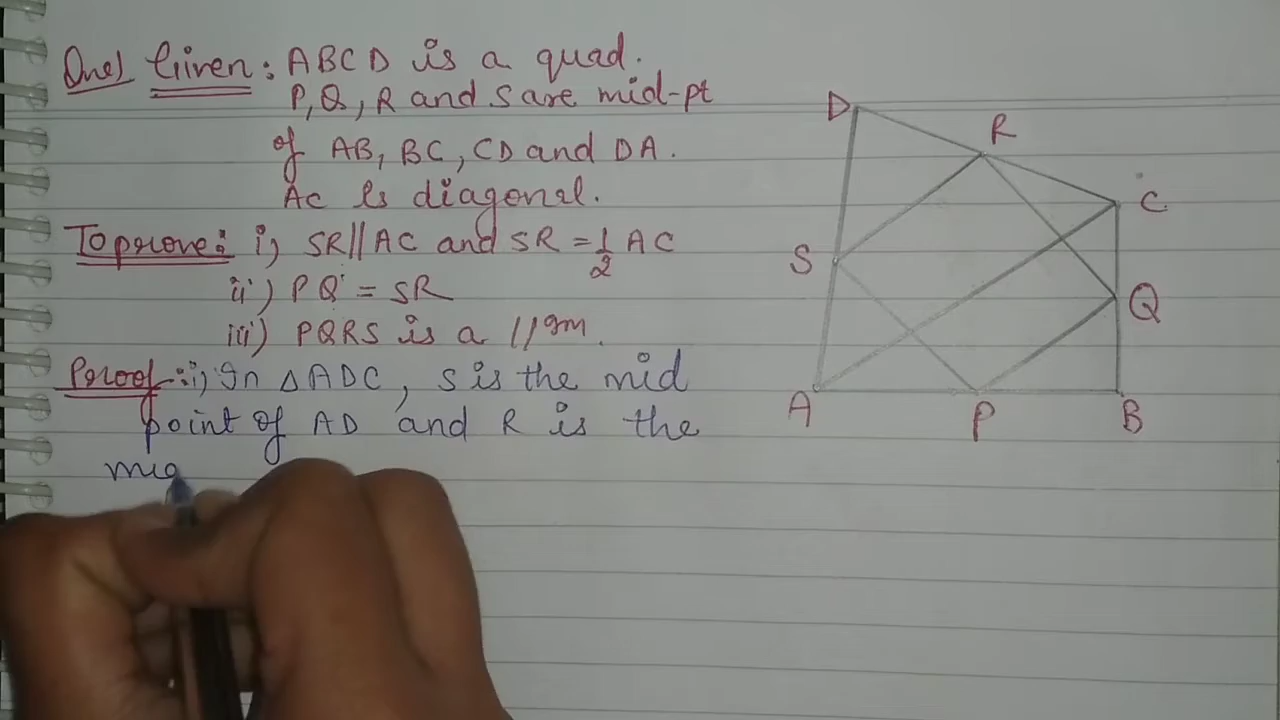 Que1 Given: ABCD is a quad.
P, Q, R and S are mid-pt
of AB, BC, CD and DA.
AC is diagonal.
To prove: i) SR || AC and SR = 1/2 AC
ii) PQ = SR
iii) PQRS is a ||gm.
Proof:- i) In △ADC, S is the mid
point of AD and R is the
mid
D
R
C
S
Q
A
P
B